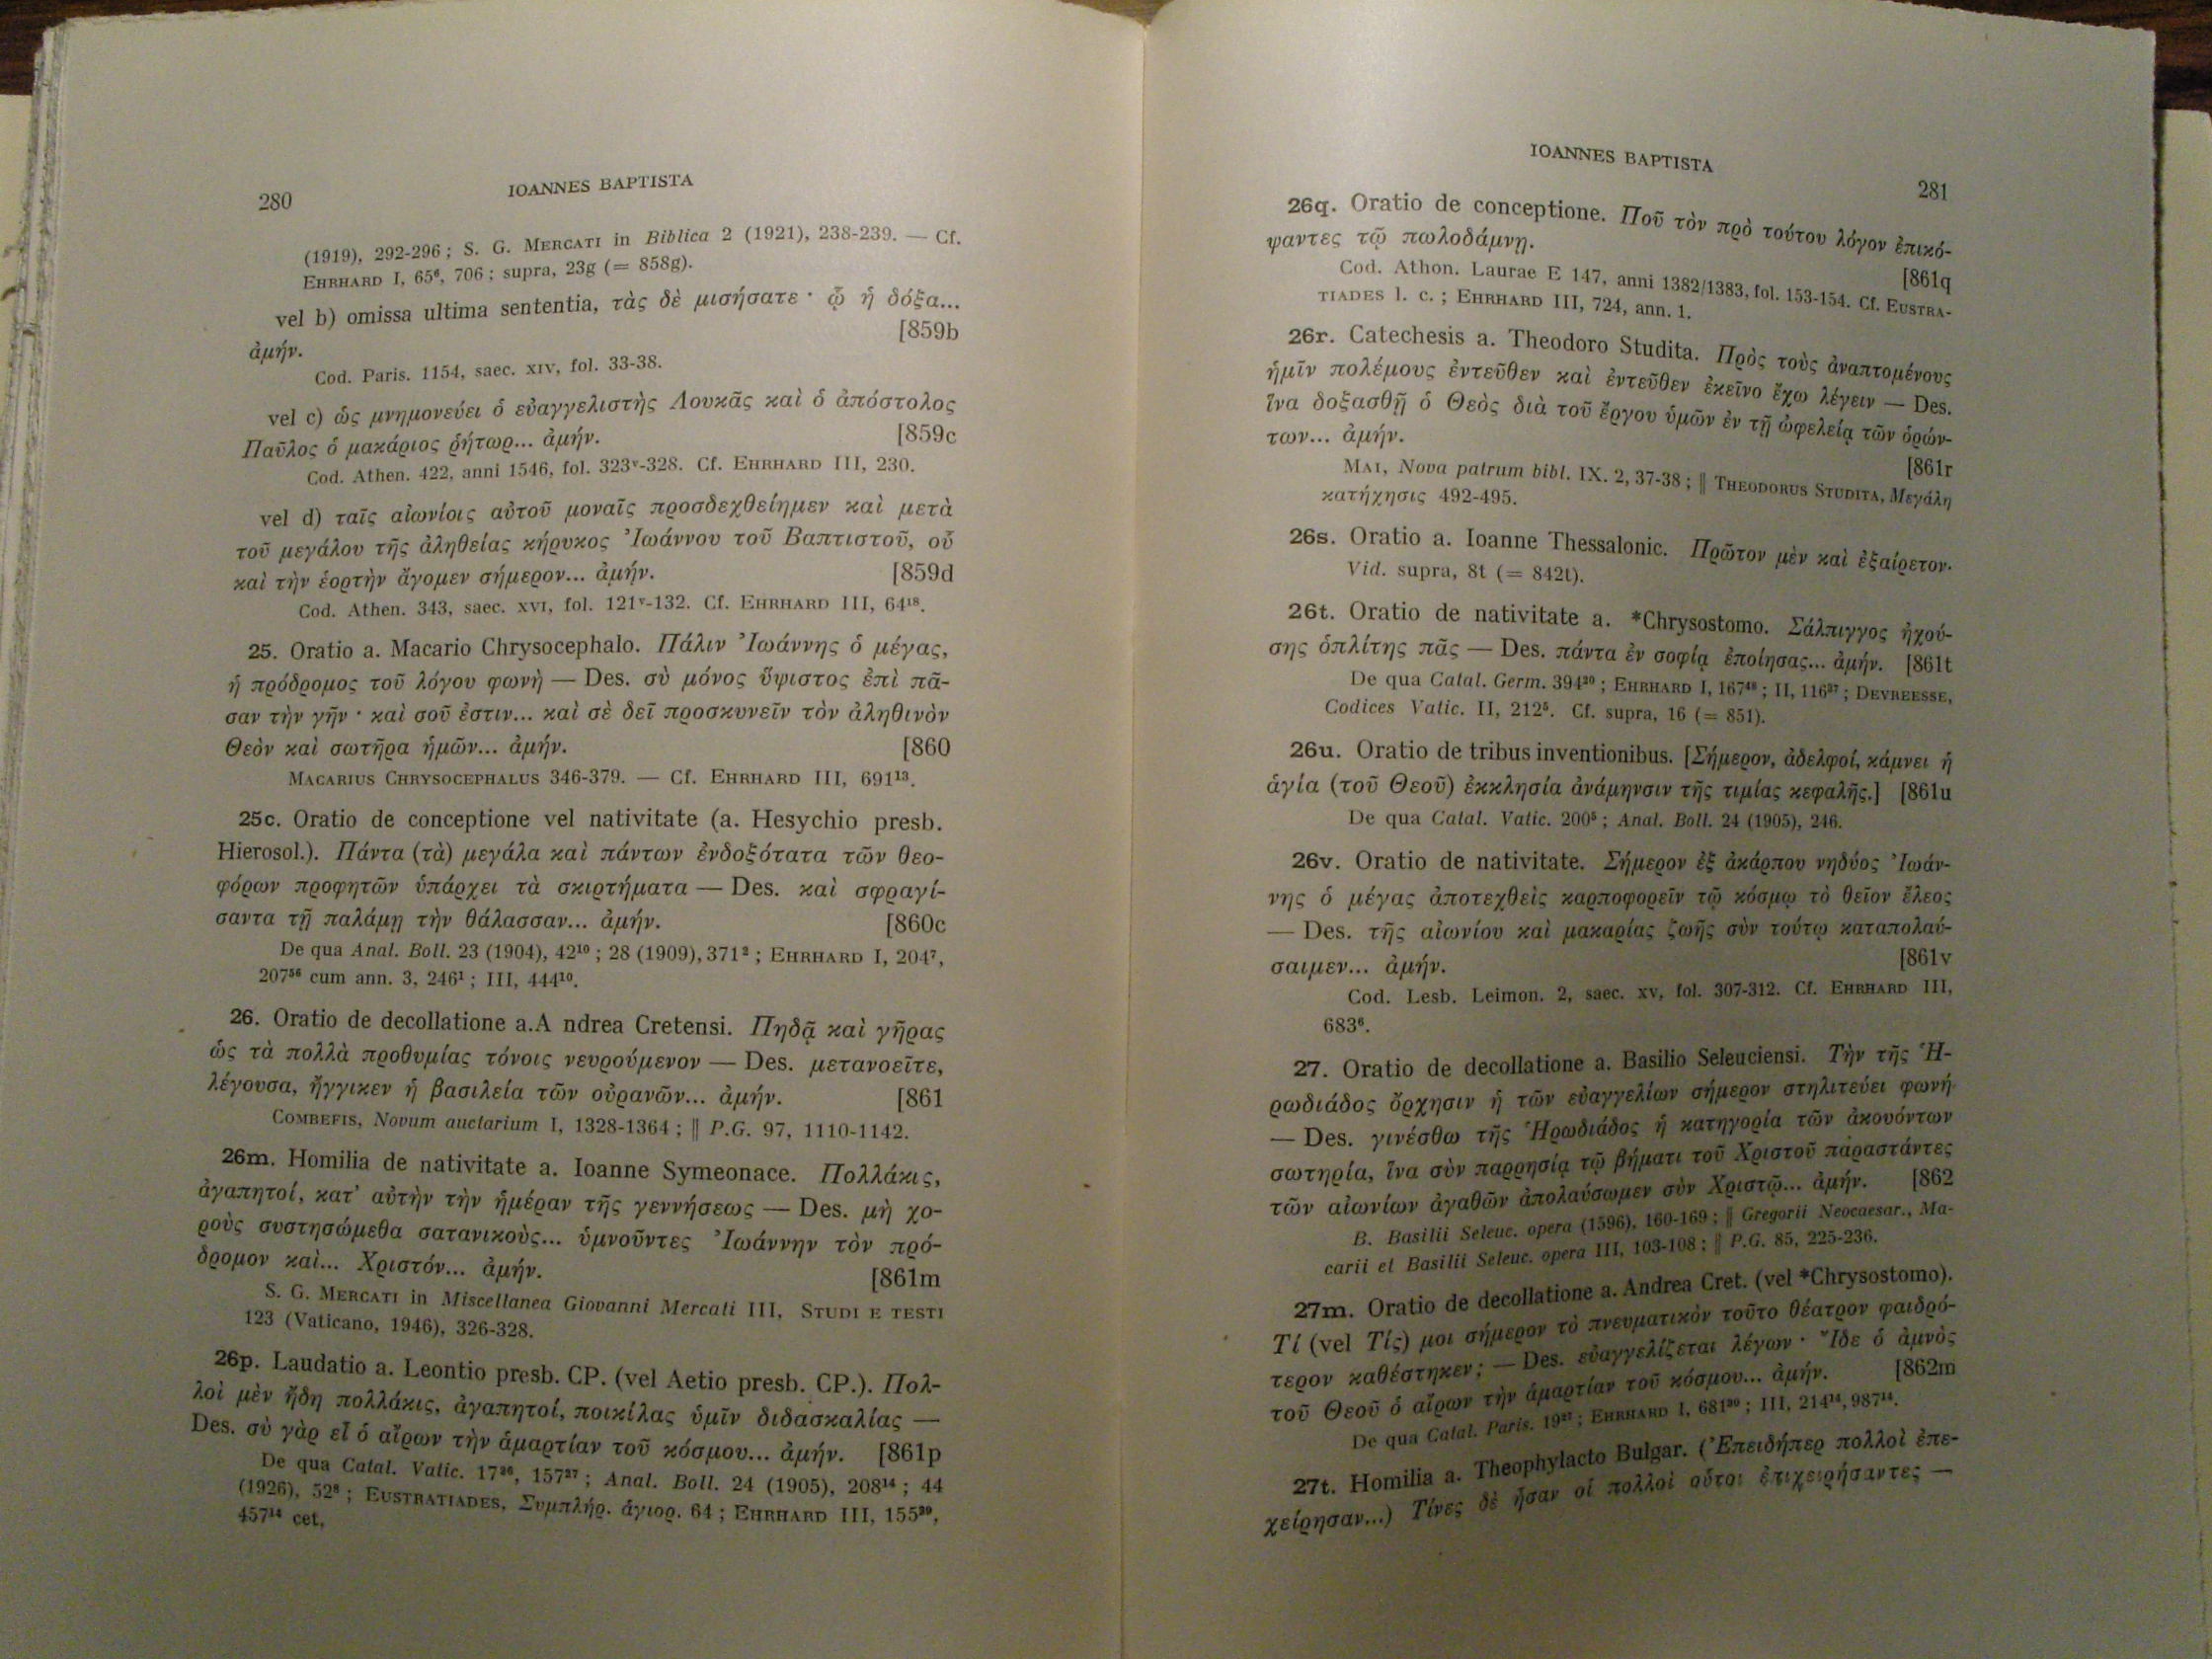 280
IOANNES BAPTISTA
(1919), 292-296 ; S. G. MERCATI in Biblica 2 (1921), 238-239. — Cf.
EHRHARD I, 65⁶, 706 ; supra, 23g (= 858g).
vel b) omissa ultima sententia, τὰς δὲ μισήσατε · ᾧ ἡ δόξα...
ἀμήν. [859b
Cod. Paris. 1154, saec. XIV, fol. 33-38.
vel c) ὡς μνημονεύει ὁ εὐαγγελιστὴς Λουκᾶς καὶ ὁ ἀπόστολος
Παῦλος ὁ μακάριος ῥήτωρ... ἀμήν. [859c
Cod. Athen. 422, anni 1546, fol. 323ᵛ-328. Cf. EHRHARD III, 230.
vel d) ταῖς αἰωνίοις αὐτοῦ μοναῖς προσδεχθείημεν καὶ μετὰ
τοῦ μεγάλου τῆς ἀληθείας κήρυκος Ἰωάννου τοῦ Βαπτιστοῦ, οὗ
καὶ τὴν ἑορτὴν ἄγομεν σήμερον... ἀμήν. [859d
Cod. Athen. 343, saec. XVI, fol. 121ᵛ-132. Cf. EHRHARD III, 64¹⁸.
25. Oratio a. Macario Chrysocephalo. Πάλιν Ἰωάννης ὁ μέγας,
ἡ πρόδρομος τοῦ λόγου φωνὴ — Des. σὺ μόνος ὕψιστος ἐπὶ πᾶ-
σαν τὴν γῆν · καὶ σοῦ ἐστιν... καὶ σὲ δεῖ προσκυνεῖν τὸν ἀληθινὸν
Θεὸν καὶ σωτῆρα ἡμῶν... ἀμήν. [860
MACARIUS CHRYSOCEPHALUS 346-379. — Cf. EHRHARD III, 691¹³.
25c. Oratio de conceptione vel nativitate (a. Hesychio presb.
Hierosol.). Πάντα (τὰ) μεγάλα καὶ πάντων ἐνδοξότατα τῶν θεο-
φόρων προφητῶν ὑπάρχει τὰ σκιρτήματα — Des. καὶ σφραγί-
σαντα τῇ παλάμῃ τὴν θάλασσαν... ἀμήν. [860c
De qua Anal. Boll. 23 (1904), 42¹⁰ ; 28 (1909), 371² ; EHRHARD I, 204⁷,
207⁵⁶ cum ann. 3, 246¹ ; III, 444¹⁰.
26. Oratio de decollatione a.A ndrea Cretensi. Πηδᾷ καὶ γῆρας
ὡς τὰ πολλὰ προθυμίας τόνοις νευρούμενον — Des. μετανοεῖτε,
λέγουσα, ἤγγικεν ἡ βασιλεία τῶν οὐρανῶν... ἀμήν. [861
COMBEFIS, Novum auctarium I, 1328-1364 ; || P.G. 97, 1110-1142.
26m. Homilia de nativitate a. Ioanne Symeonace. Πολλάκις,
ἀγαπητοί, κατ' αὐτὴν τὴν ἡμέραν τῆς γεννήσεως — Des. μὴ χο-
ροὺς συστησώμεθα σατανικοὺς... ὑμνοῦντες Ἰωάννην τὸν πρό-
δρομον καὶ... Χριστόν... ἀμήν. [861m
S. G. MERCATI in Miscellanea Giovanni Mercati III, STUDI E TESTI
123 (Vaticano, 1946), 326-328.
26p. Laudatio a. Leontio presb. CP. (vel Aetio presb. CP.). Πολ-
λοὶ μὲν ἤδη πολλάκις, ἀγαπητοί, ποικίλας ὑμῖν διδασκαλίας —
Des. σὺ γὰρ εἶ ὁ αἴρων τὴν ἁμαρτίαν τοῦ κόσμου... ἀμήν. [861p
De qua Catal. Vatic. 17²⁶, 157²⁷ ; Anal. Boll. 24 (1905), 208¹⁴ ; 44
(1926), 52⁸ ; EUSTRATIADES, Συμπλήρ. ἁγιορ. 64 ; EHRHARD III, 155³⁰,
457¹⁴ cet.
IOANNES BAPTISTA
281
26q. Oratio de conceptione. Ποῦ τὸν πρὸ τούτου λόγον ἐπικό-
ψαντες τῷ πωλοδάμνῃ. [861q
Cod. Athon. Laurae E 147, anni 1382/1383, fol. 153-154. Cf. EUSTRA-
TIADES l. c. ; EHRHARD III, 724, ann. 1.
26r. Catechesis a. Theodoro Studita. Πρὸς τοὺς ἀναπτομένους
ἡμῖν πολέμους ἐντεῦθεν καὶ ἐντεῦθεν ἐκεῖνο ἔχω λέγειν — Des.
ἵνα δοξασθῇ ὁ Θεὸς διὰ τοῦ ἔργου ὑμῶν ἐν τῇ ὠφελείᾳ τῶν ὁρών-
των... ἀμήν. [861r
MAI, Nova patrum bibl. IX. 2, 37-38 ; || THEODORUS STUDITA, Μεγάλη
κατήχησις 492-495.
26s. Oratio a. Ioanne Thessalonic. Πρῶτον μὲν καὶ ἐξαίρετον.
Vid. supra, 8t (= 842t).
26t. Oratio de nativitate a. *Chrysostomo. Σάλπιγγος ἠχού-
σης ὁπλίτης πᾶς — Des. πάντα ἐν σοφίᾳ ἐποίησας... ἀμήν. [861t
De qua Catal. Germ. 394²⁰ ; EHRHARD I, 167⁴⁸ ; II, 116³⁷ ; DEVREESSE,
Codices Vatic. II, 212⁵. Cf. supra, 16 (= 851).
26u. Oratio de tribus inventionibus. [Σήμερον, ἀδελφοί, κάμνει ἡ
ἁγία (τοῦ Θεοῦ) ἐκκλησία ἀνάμηνσιν τῆς τιμίας κεφαλῆς.] [861u
De qua Catal. Vatic. 200⁵ ; Anal. Boll. 24 (1905), 246.
26v. Oratio de nativitate. Σήμερον ἐξ ἀκάρπου νηδύος Ἰωάν-
νης ὁ μέγας ἀποτεχθεὶς καρποφορεῖν τῷ κόσμῳ τὸ θεῖον ἔλεος
— Des. τῆς αἰωνίου καὶ μακαρίας ζωῆς σὺν τούτῳ καταπολαύ-
σαιμεν... ἀμήν. [861v
Cod. Lesb. Leimon. 2, saec. XV, fol. 307-312. Cf. EHRHARD III,
683⁶.
27. Oratio de decollatione a. Basilio Seleuciensi. Τὴν τῆς Ἡ-
ρωδιάδος ὄρχησιν ἡ τῶν εὐαγγελίων σήμερον στηλιτεύει φωνή
— Des. γινέσθω τῆς Ἡρωδιάδος ἡ κατηγορία τῶν ἀκουόντων
σωτηρία, ἵνα σὺν παρρησίᾳ τῷ βήματι τοῦ Χριστοῦ παραστάντες
τῶν αἰωνίων ἀγαθῶν ἀπολαύσωμεν σὺν Χριστῷ... ἀμήν. [862
B. Basilii Seleuc. opera (1596), 160-169 ; || Gregorii Neocaesar., Ma-
carii et Basilii Seleuc. opera III, 103-108 ; || P.G. 85, 225-236.
27m. Oratio de decollatione a. Andrea Cret. (vel *Chrysostomo).
Τί (vel Τίς) μοι σήμερον τὸ πνευματικὸν τοῦτο θέατρον φαιδρό-
τερον καθέστηκεν ; — Des. εὐαγγελίζεται λέγων · Ἴδε ὁ ἀμνὸς
τοῦ Θεοῦ ὁ αἴρων τὴν ἁμαρτίαν τοῦ κόσμου... ἀμήν. [862m
De qua Catal. Paris. 19²⁷ ; EHRHARD I, 681³⁰ ; III, 214¹⁴, 987¹⁴.
27t. Homilia a. Theophylacto Bulgar. (Ἐπειδήπερ πολλοὶ ἐπε-
χείρησαν...) Τίνες δὲ ἦσαν οἱ πολλοὶ οὗτοι ἐπιχειρήσαντες —